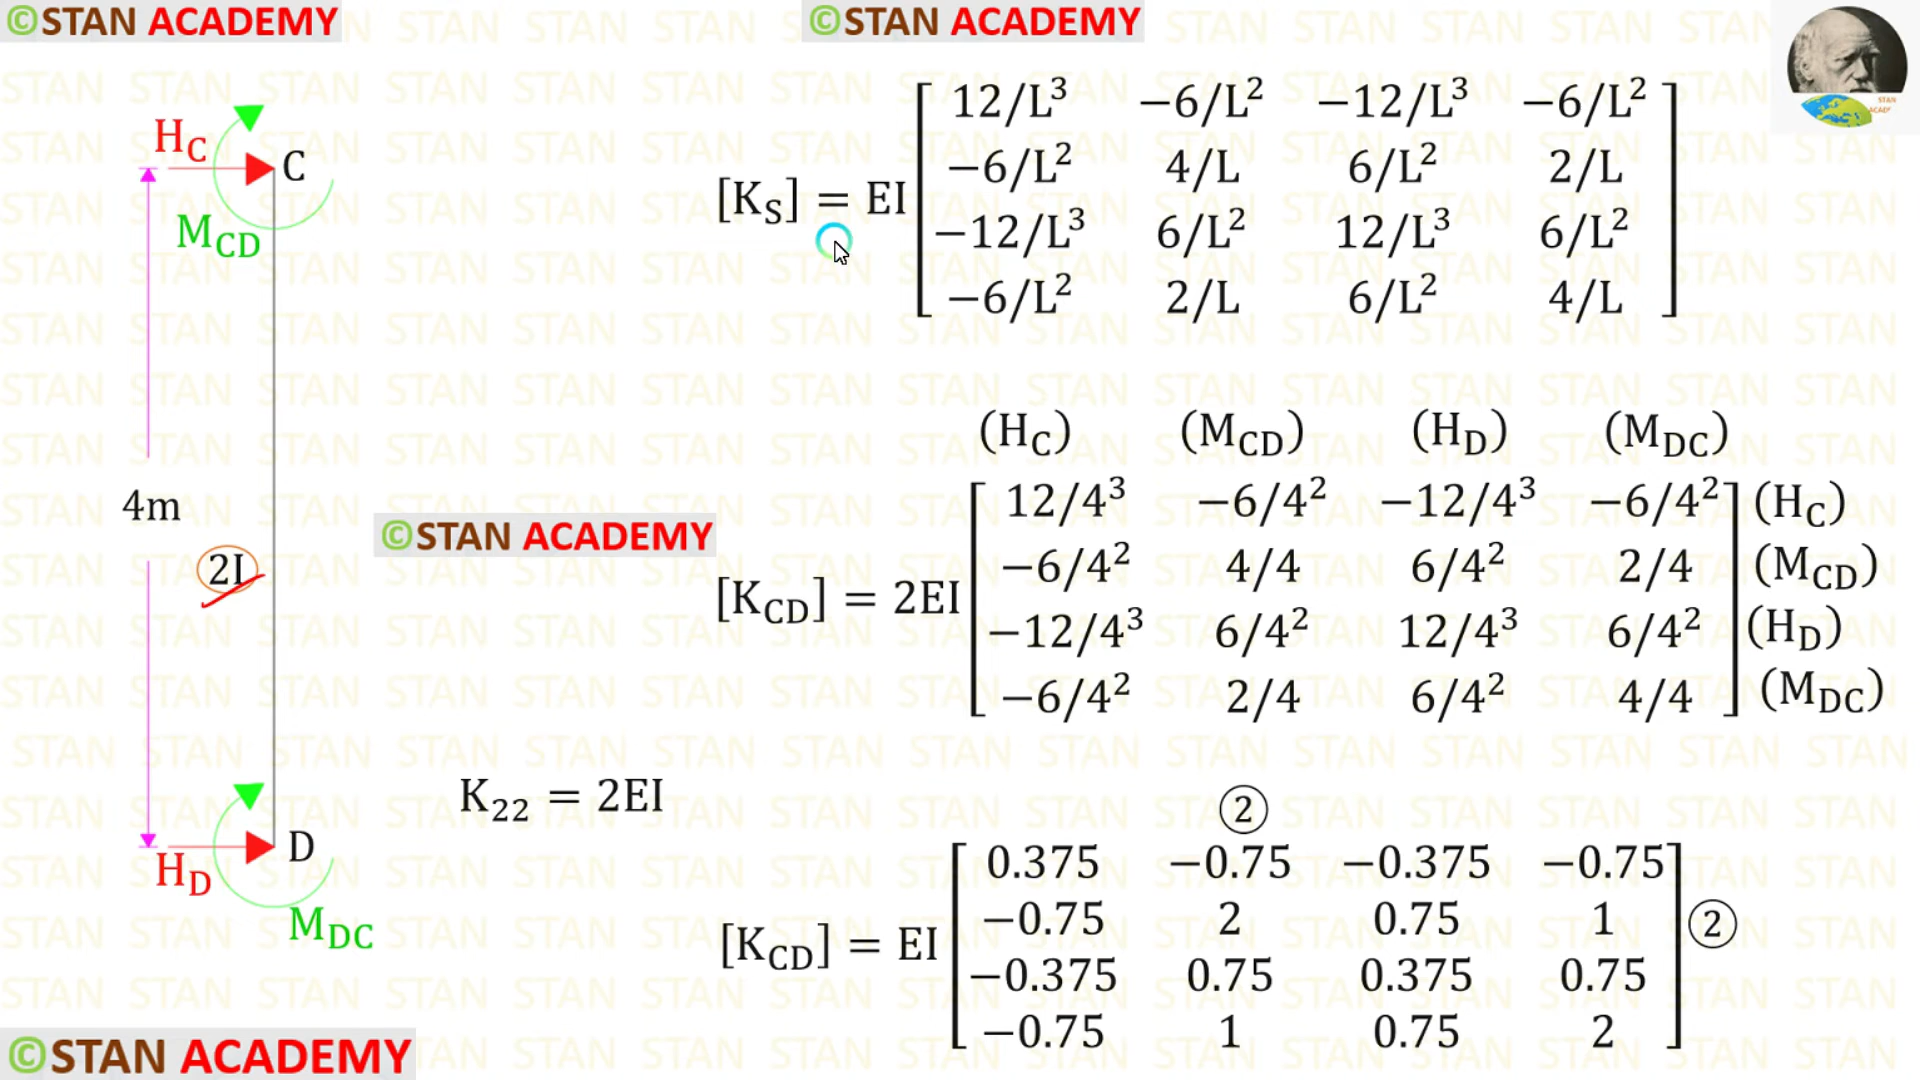 ©STAN ACADEMY
©STAN ACADEMY
STAN ACADEMY
H_C
C
M_CD
4m
2I
H_D
D
M_DC
[K_S] = EI
12/L³ −6/L² −12/L³ −6/L²
−6/L² 4/L 6/L² 2/L
−12/L³ 6/L² 12/L³ 6/L²
−6/L² 2/L 6/L² 4/L
©STAN ACADEMY
(H_C) (M_CD) (H_D) (M_DC)
[K_CD] = 2EI
12/4³ −6/4² −12/4³ −6/4² (H_C)
−6/4² 4/4 6/4² 2/4 (M_CD)
−12/4³ 6/4² 12/4³ 6/4² (H_D)
−6/4² 2/4 6/4² 4/4 (M_DC)
K₂₂ = 2EI
②
[K_CD] = EI
0.375 −0.75 −0.375 −0.75
−0.75 2 0.75 1 ②
−0.375 0.75 0.375 0.75
−0.75 1 0.75 2
©STAN ACADEMY